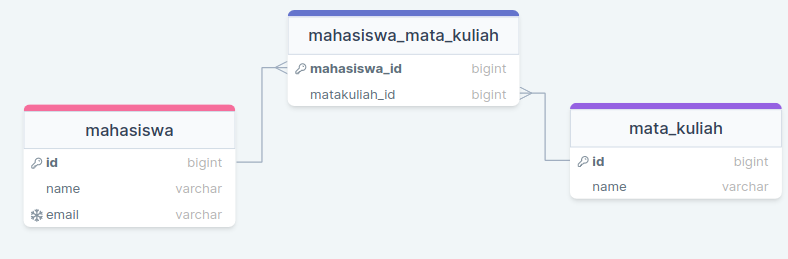 mahasiswa_mata_kuliah
mahasiswa_id bigint
matakuliah_id bigint
mahasiswa
id bigint
name varchar
email varchar
mata_kuliah
id bigint
name varchar